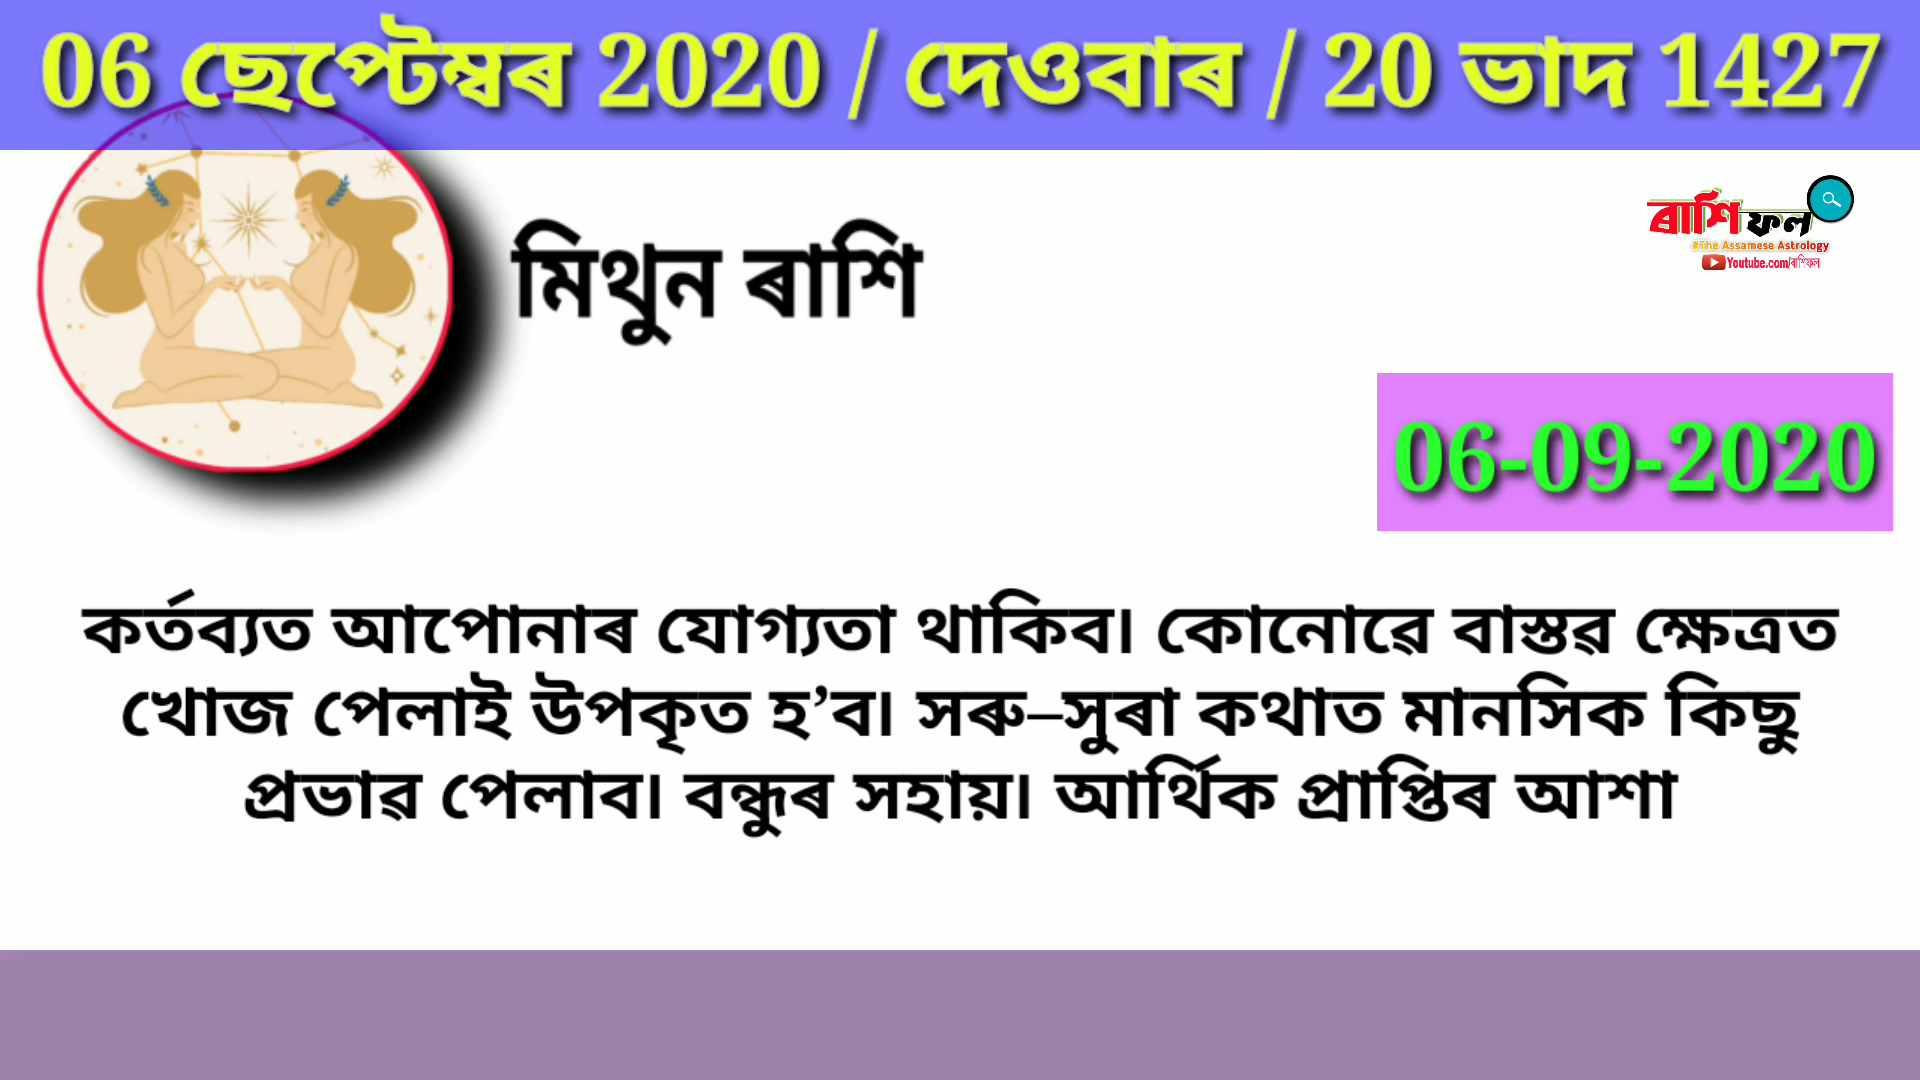 06 ছেপ্টেম্বৰ 2020 / দেওবাৰ / 20 ভাদ 1427
ৰাশি ফল
#The Assamese Astrology
Youtube.com/ৰাশিফল
মিথুন ৰাশি
06-09-2020
কৰ্তব্যত আপোনাৰ যোগ্যতা থাকিব। কোনোৱে বাস্তৱ ক্ষেত্ৰত
খোজ পেলাই উপকৃত হ’ব। সৰু–সুৰা কথাত মানসিক কিছু
প্ৰভাৱ পেলাব। বন্ধুৰ সহায়। আৰ্থিক প্ৰাপ্তিৰ আশা